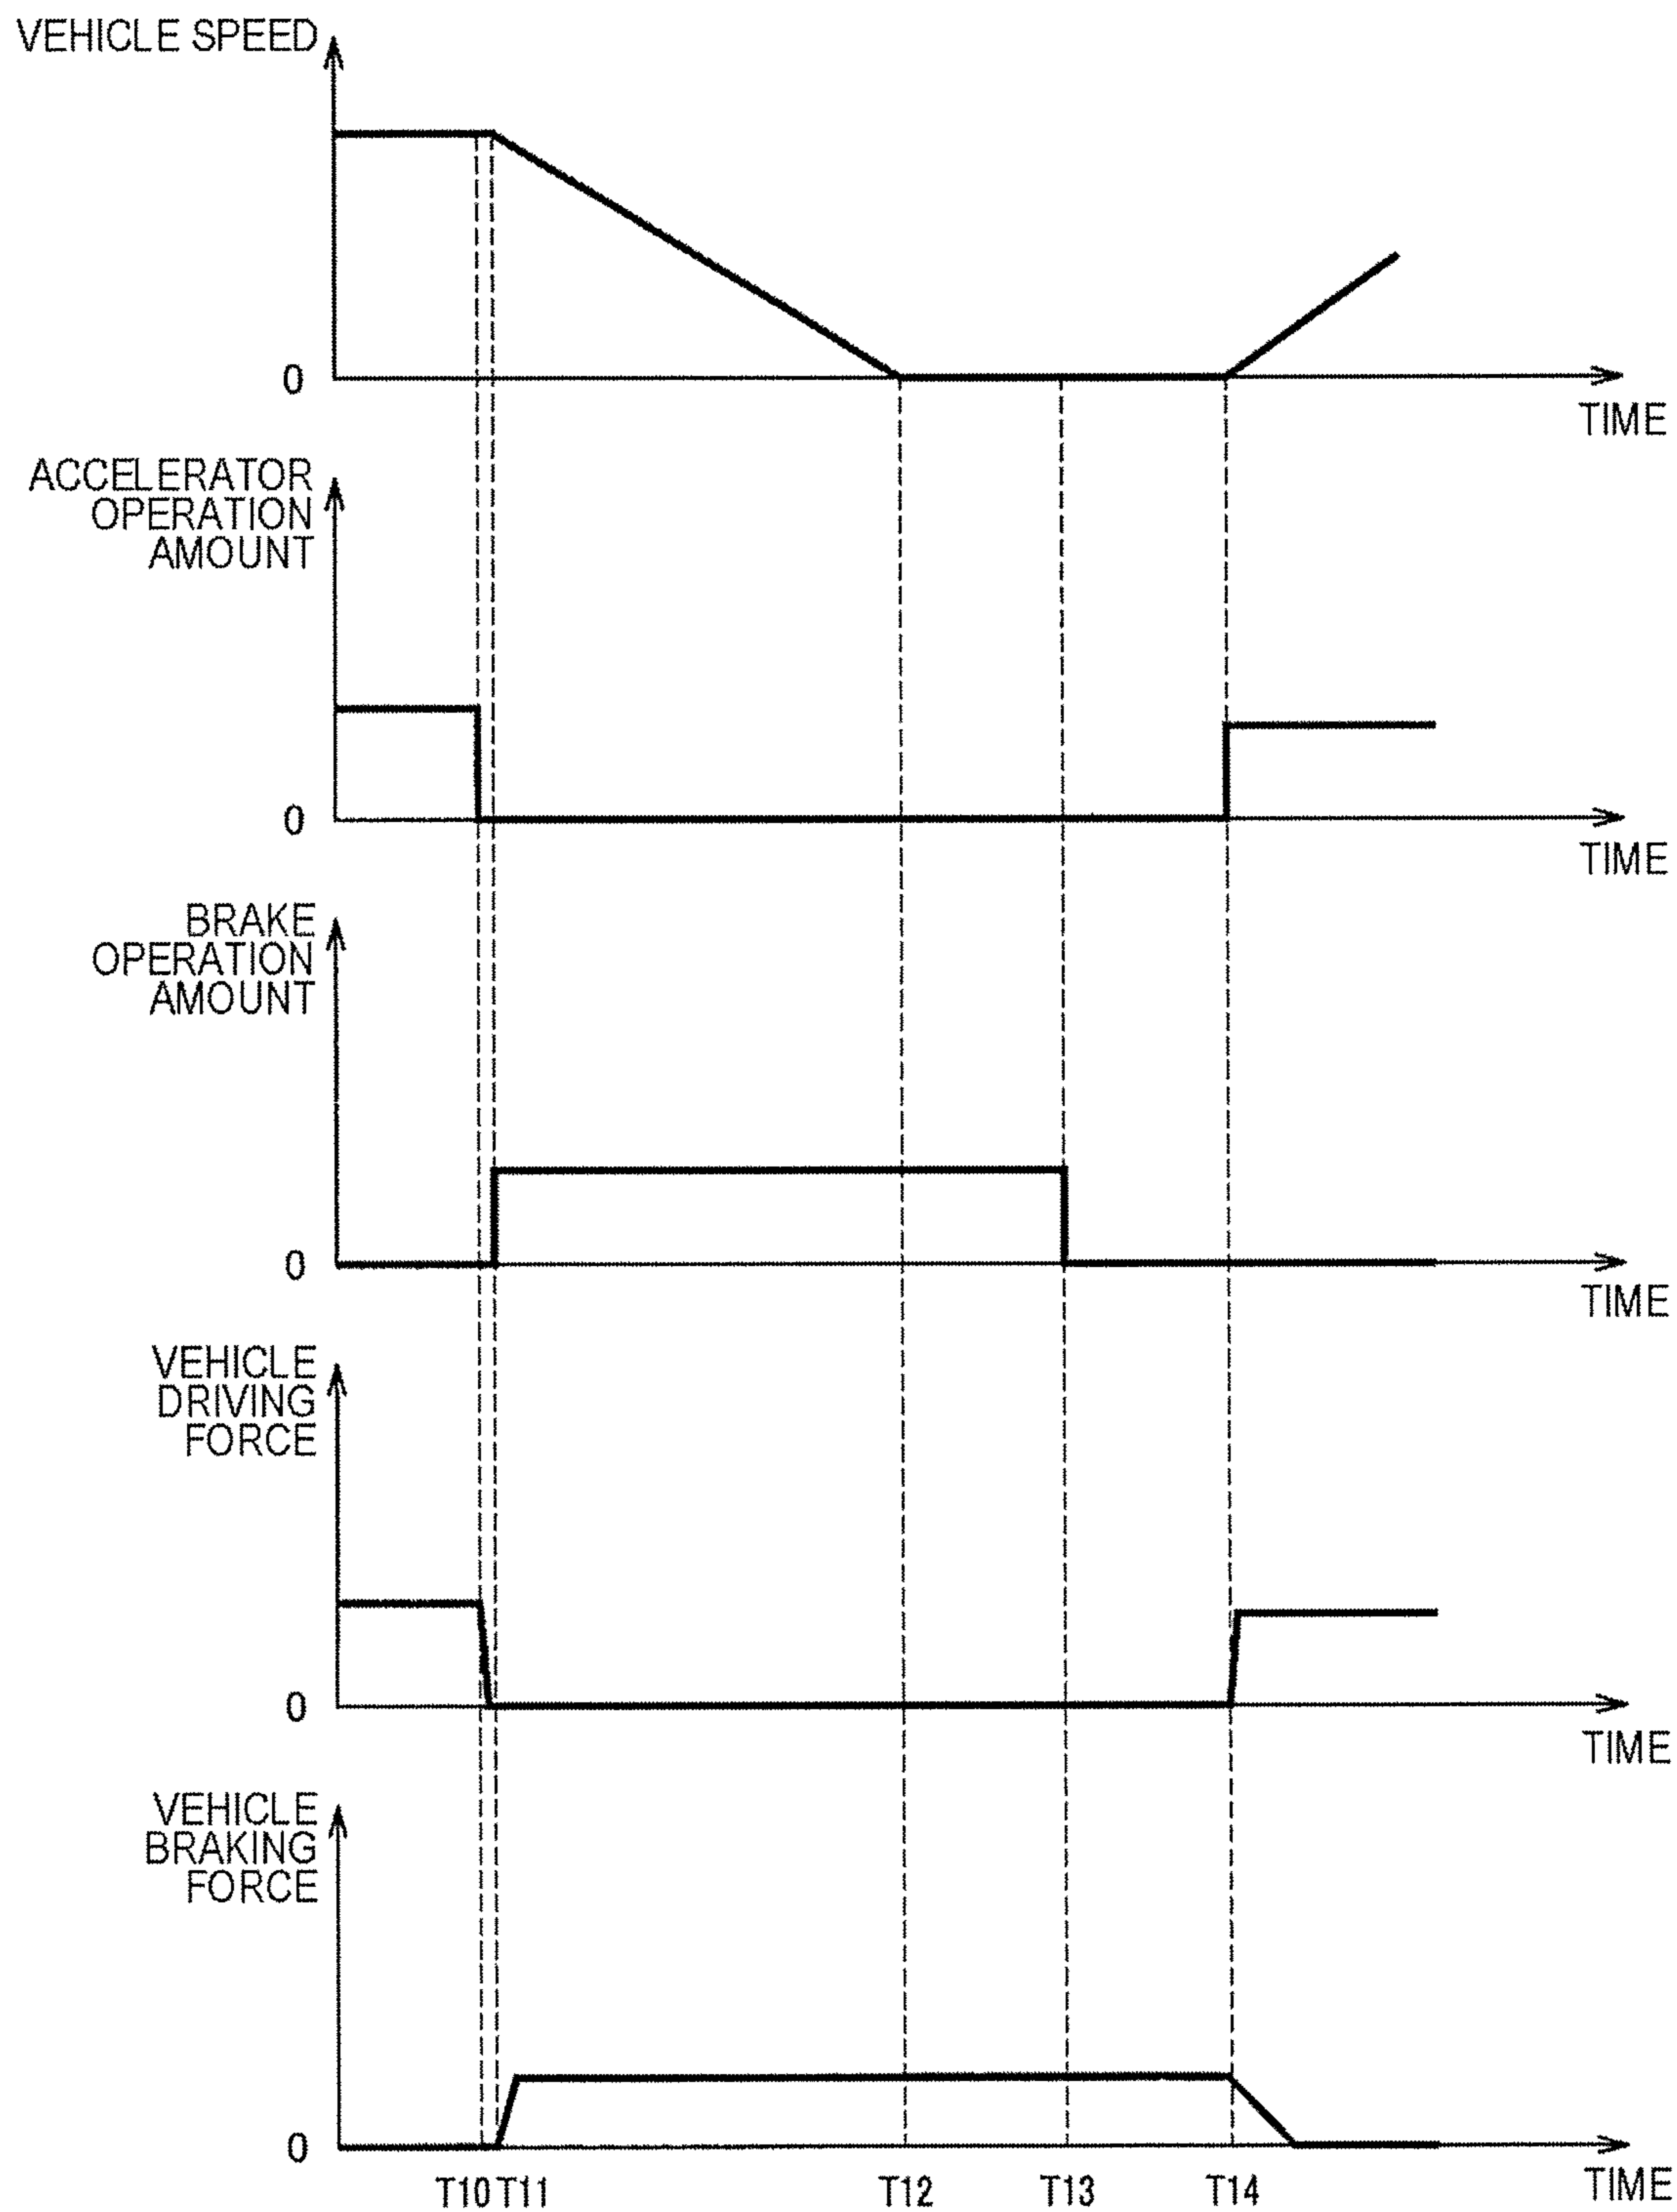 VEHICLE SPEED
0
TIME
ACCELERATOR
OPERATION
AMOUNT
0
TIME
BRAKE
OPERATION
AMOUNT
0
TIME
VEHICLE
DRIVING
FORCE
0
TIME
VEHICLE
BRAKING
FORCE
0
T10 T11 T12 T13 T14 TIME